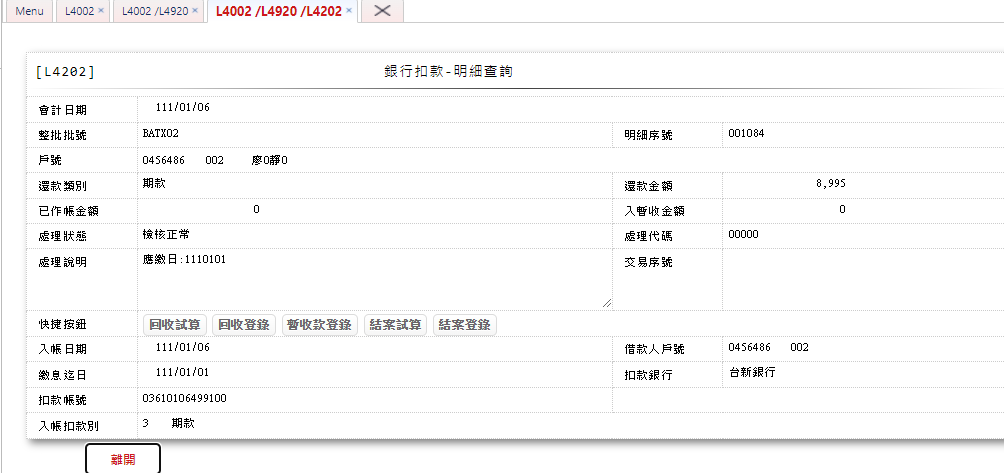 Menu L4002 × L4002 /L4920 × L4002 /L4920 /L4202 ×
[L4202] 銀行扣款-明細查詢
會計日期 111/01/06
整批批號 BATX02 明細序號 001084
戶號 0456486 002 廖O靜O
還款類別 期款 還款金額 8,995
已作帳金額 0 入暫收金額 0
處理狀態 檢核正常 處理代碼 00000
處理說明 應繳日:1110101 交易序號
快捷按鈕 回收試算 回收登錄 暫收款登錄 結案試算 結案登錄
入帳日期 111/01/06 借款人戶號 0456486 002
繳息迄日 111/01/01 扣款銀行 台新銀行
扣款帳號 03610106499100
入帳扣款別 3 期款
離開